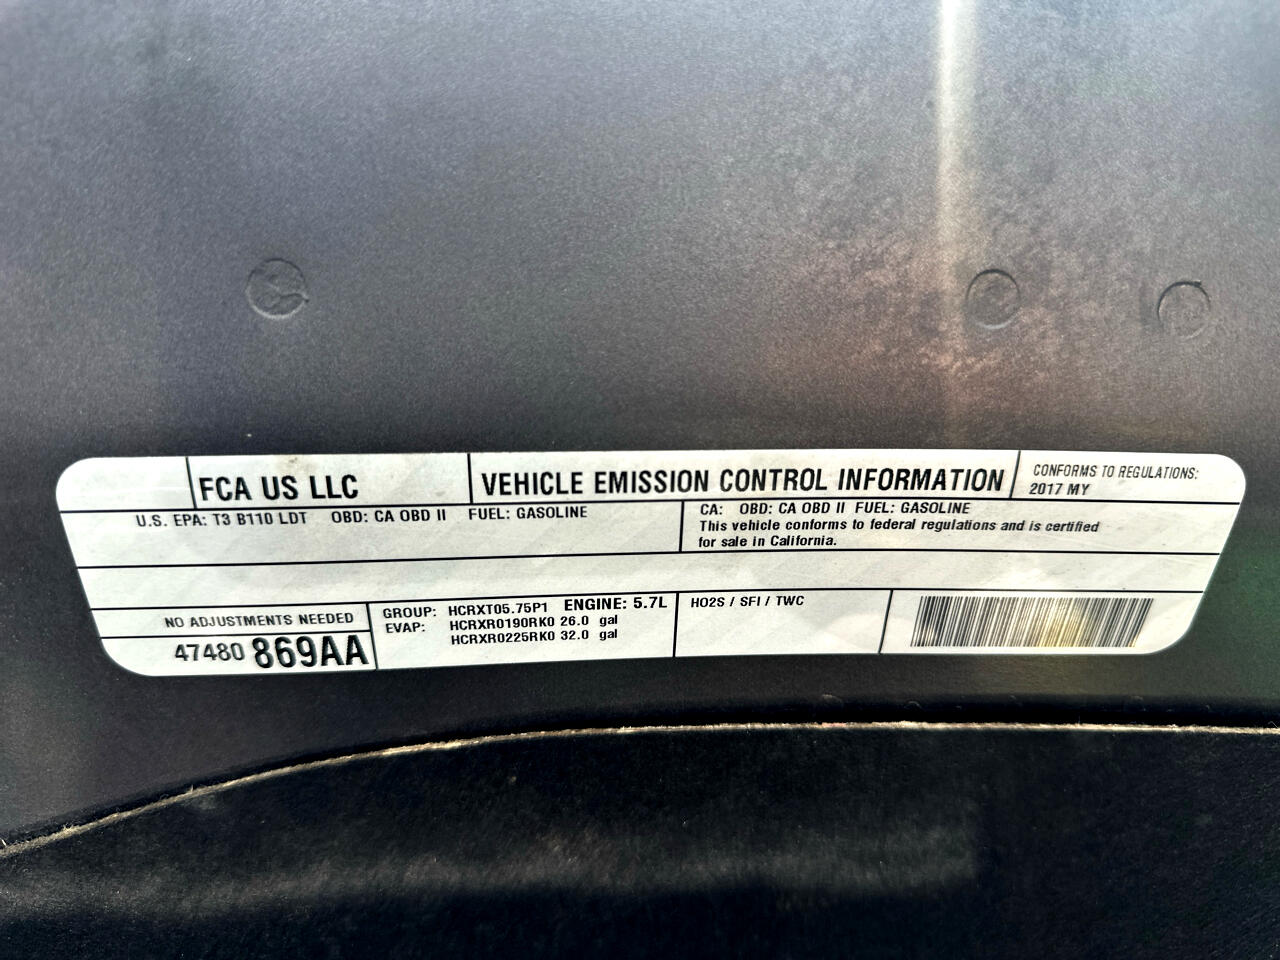 FCA US LLC
VEHICLE EMISSION CONTROL INFORMATION
CONFORMS TO REGULATIONS:
2017 MY
U.S. EPA: T3 B110 LDT OBD: CA OBD II FUEL: GASOLINE
CA: OBD: CA OBD II FUEL: GASOLINE
This vehicle conforms to federal regulations and is certified
for sale in California.
NO ADJUSTMENTS NEEDED
47480 869AA
GROUP: HCRXT05.75P1 ENGINE: 5.7L
EVAP: HCRXR0190RK0 26.0 gal
HCRXR0225RK0 32.0 gal
HO2S / SFI / TWC